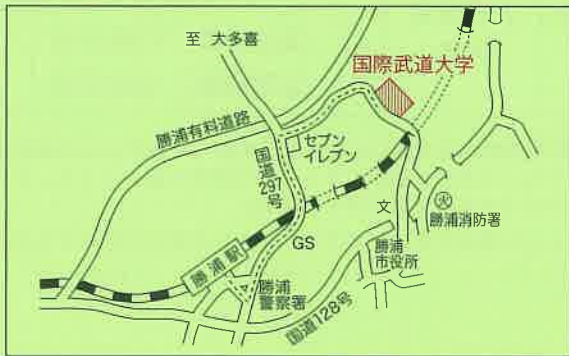 至 大多喜
国際武道大学
勝浦有料道路
セブン
イレブン
国道
297
号
文
火
勝浦消防署
GS
勝浦
市役所
勝浦駅
勝浦
警察署
国道128号